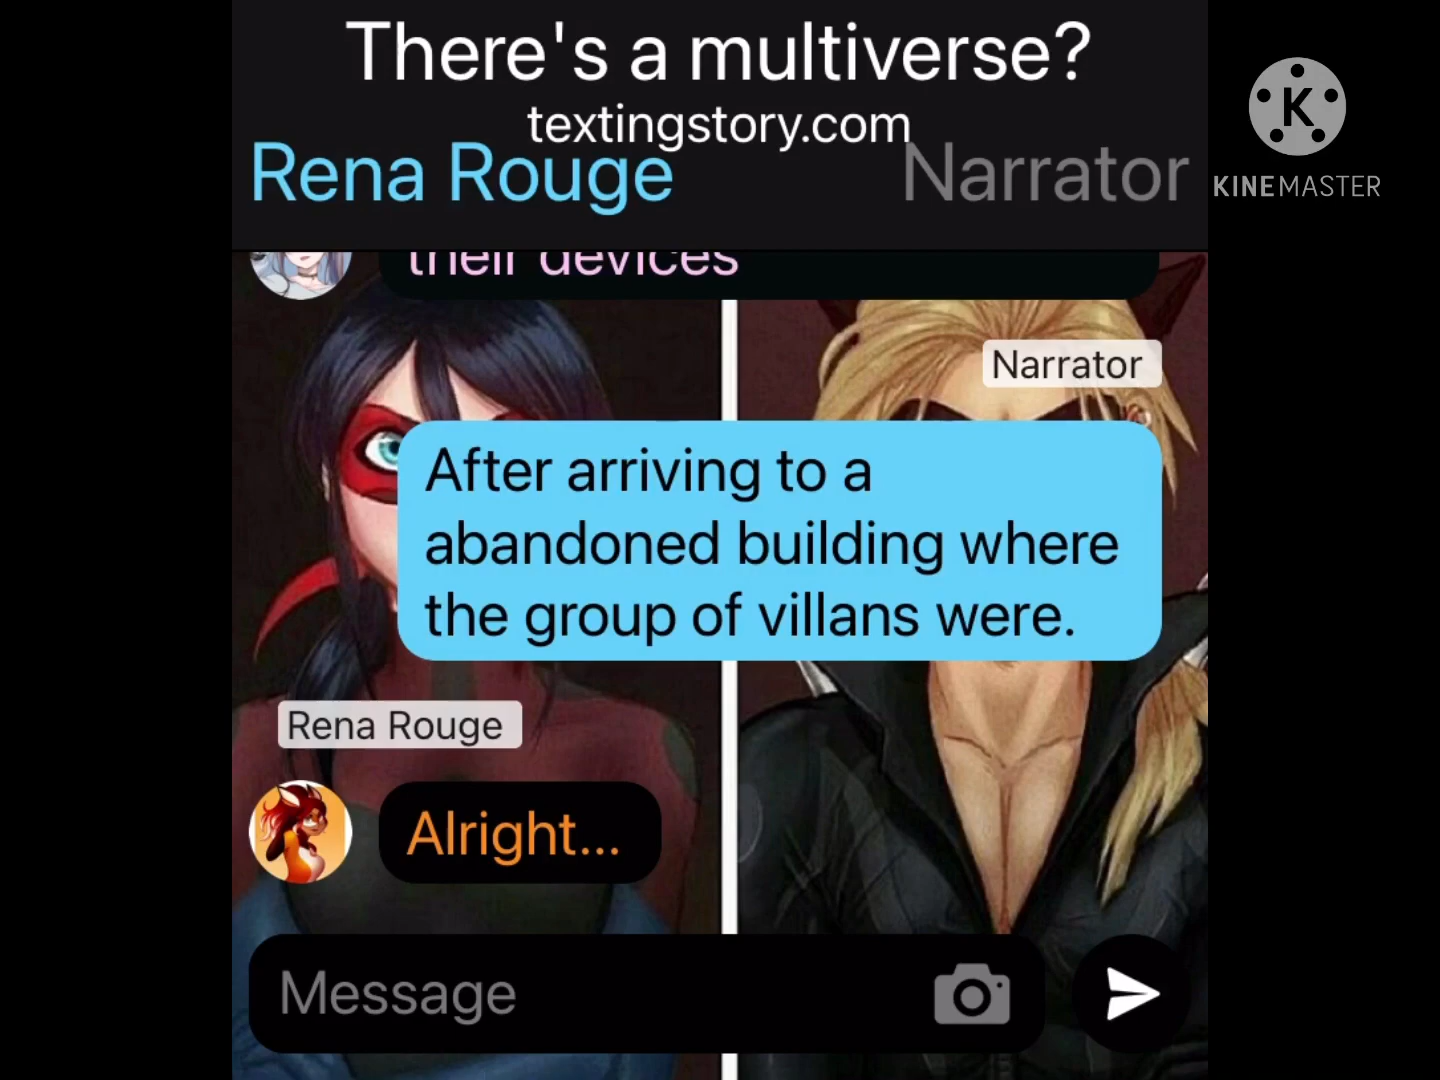 There's a multiverse?
textingstory.com
Rena Rouge
Narrator
K
KINEMASTER
their devices
Narrator
After arriving to a
abandoned building where
the group of villans were.
Rena Rouge
Alright...
Message